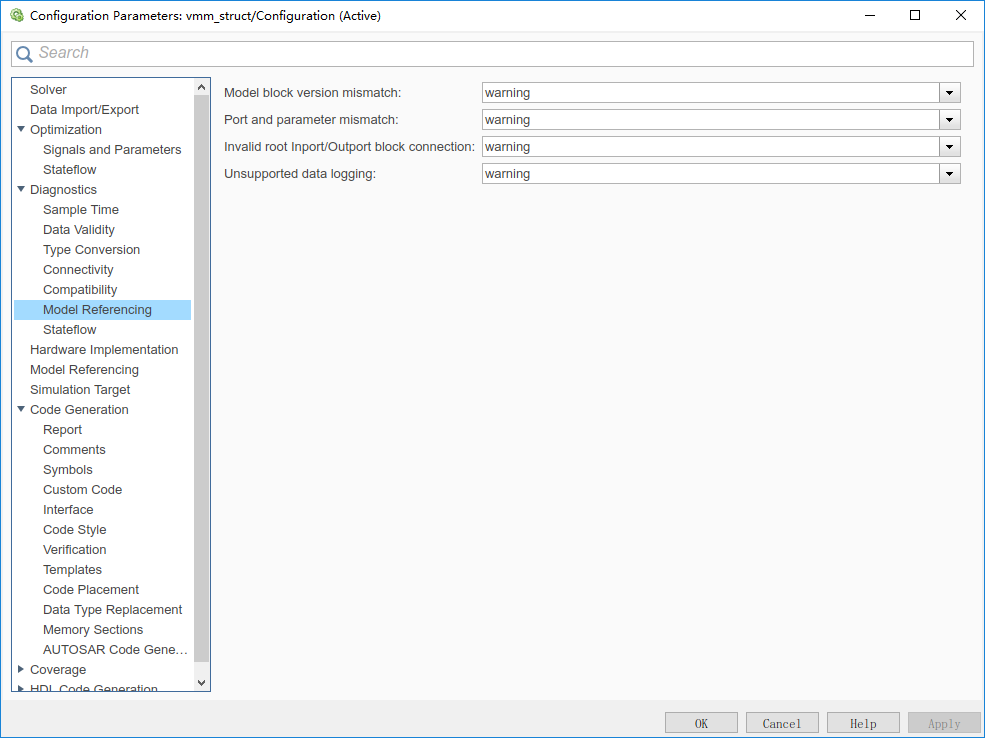 Configuration Parameters: vmm_struct/Configuration (Active)
Search
Solver
Data Import/Export
Optimization
Signals and Parameters
Stateflow
Diagnostics
Sample Time
Data Validity
Type Conversion
Connectivity
Compatibility
Model Referencing
Stateflow
Hardware Implementation
Model Referencing
Simulation Target
Code Generation
Report
Comments
Symbols
Custom Code
Interface
Code Style
Verification
Templates
Code Placement
Data Type Replacement
Memory Sections
AUTOSAR Code Gene...
Coverage
HDL Code Generation
Model block version mismatch: warning
Port and parameter mismatch: warning
Invalid root Inport/Outport block connection: warning
Unsupported data logging: warning
OK Cancel Help Apply